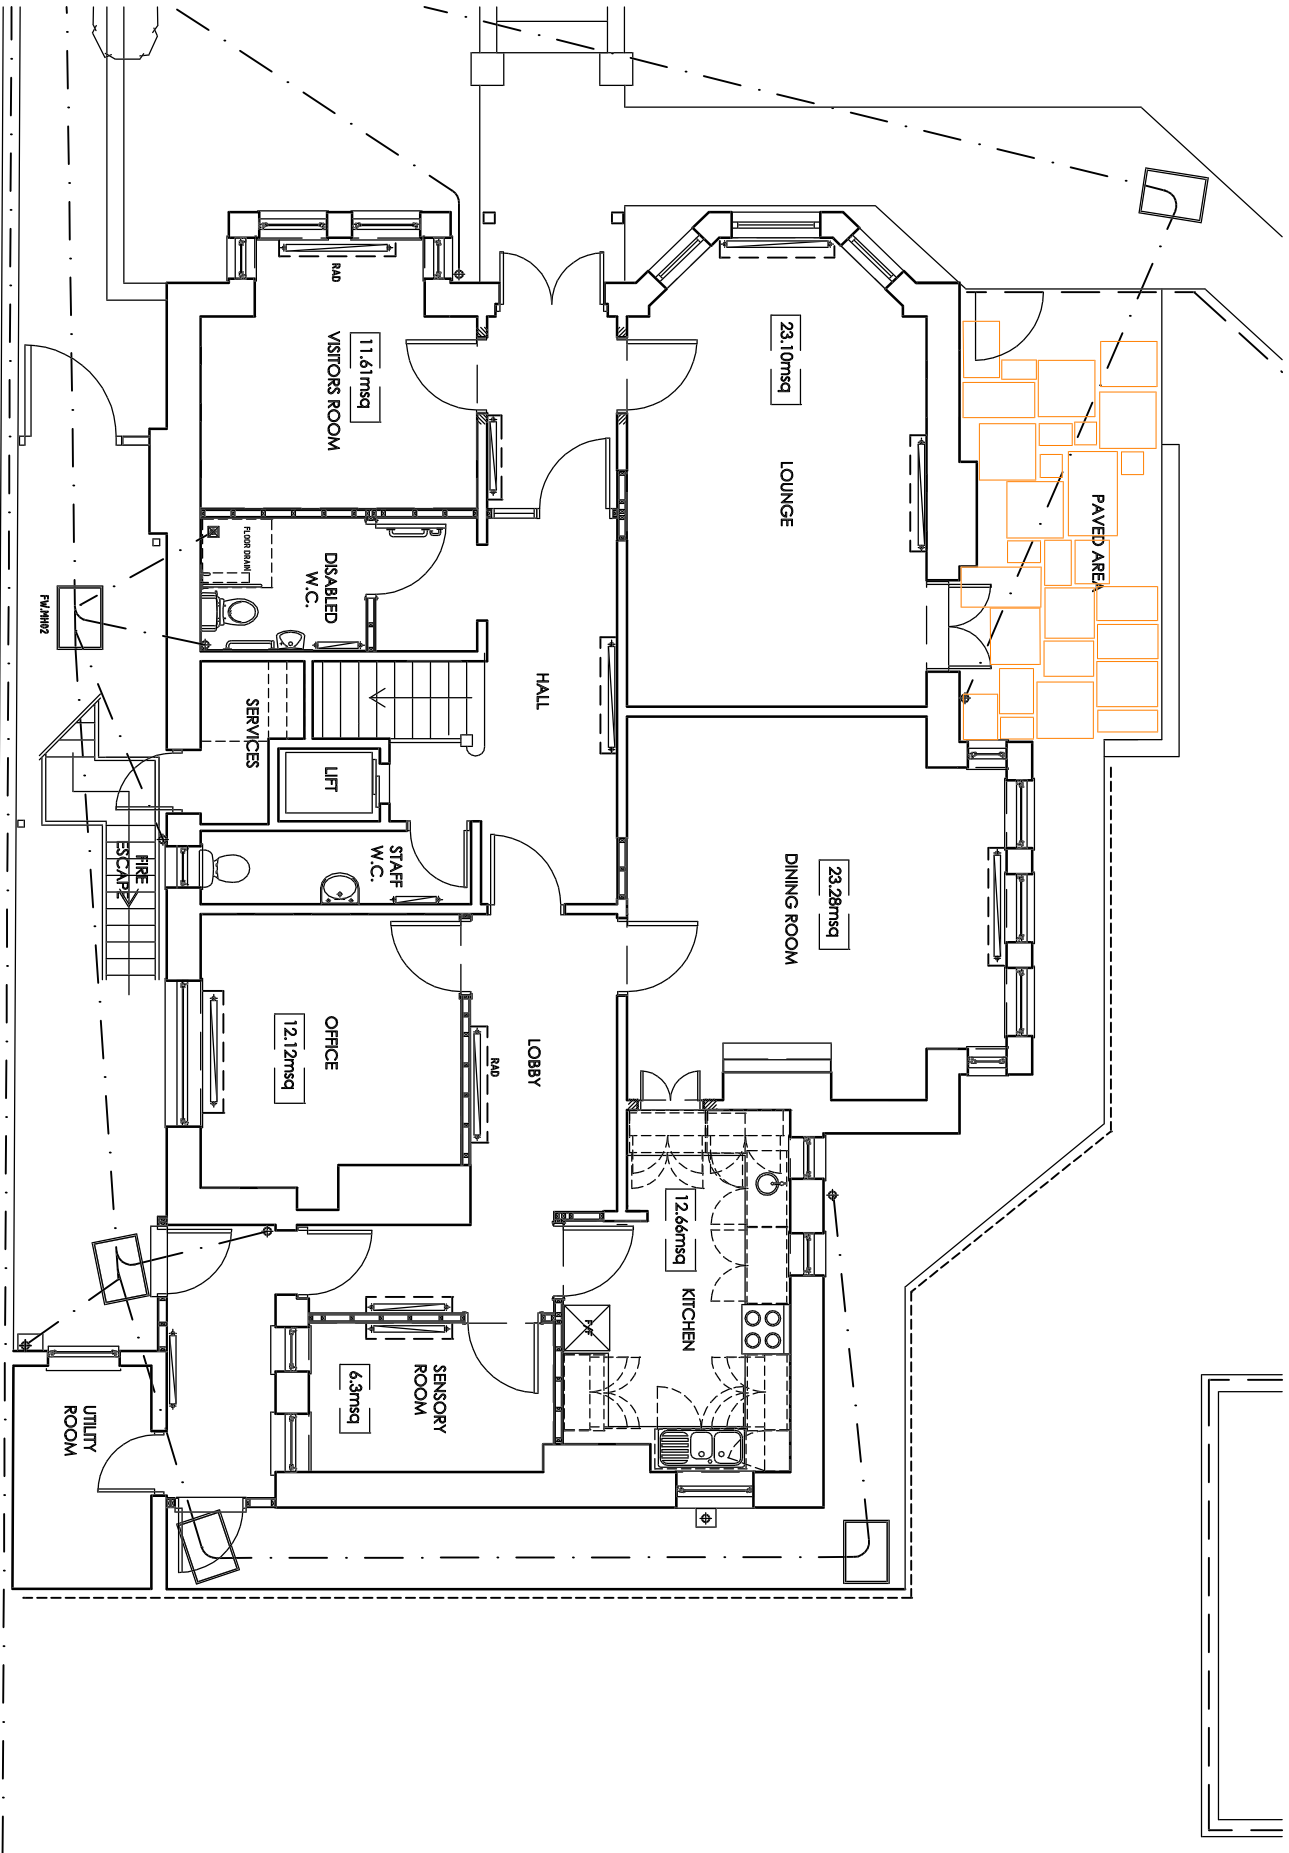 PAVED AREA
23.10msq
LOUNGE
23.28msq
DINING ROOM
HALL
LOBBY
12.66msq
KITCHEN
F/F
RAD
11.61msq
VISITORS ROOM
DISABLED
W.C.
FLOOR DRAIN
SERVICES
LIFT
STAFF
W.C.
RAD
OFFICE
12.12msq
SENSORY
ROOM
6.3msq
FW.MH02
FIRE
ESCAPE
UTILITY
ROOM